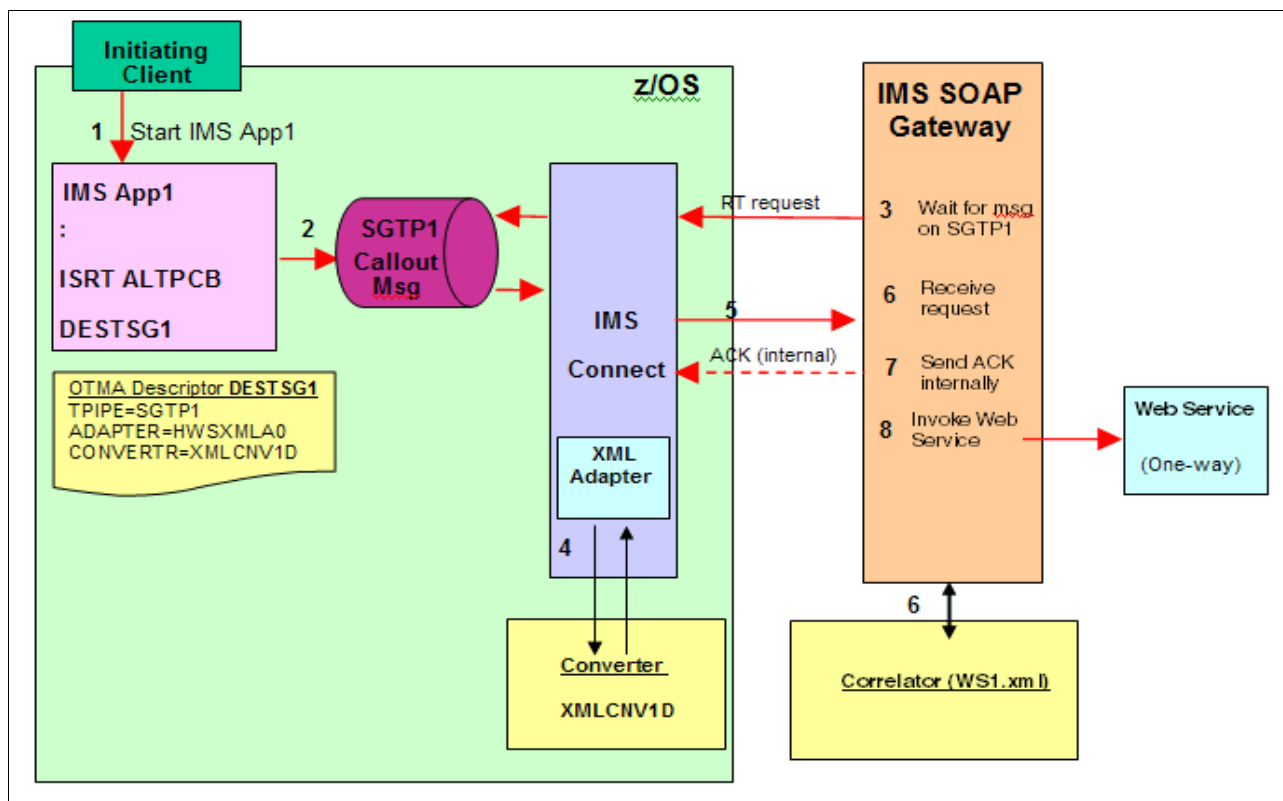 Initiating
Client
z/OS
1 Start IMS App1
IMS App1
:
ISRT ALTPCB
DESTSG1
2
SGTP1
Callout
Msg
OTMA Descriptor DESTSG1
TPIPE=SGTP1
ADAPTER=HWSXMLA0
CONVERTR=XMLCNV1D
IMS
Connect
XML
Adapter
4
Converter
XMLCNV1D
RT request
5
ACK (internal)
IMS SOAP
Gateway
3 Wait for msg
on SGTP1
6 Receive
request
7 Send ACK
internally
8 Invoke Web
Service
Web Service
(One-way)
6
Correlator (WS1.xml)